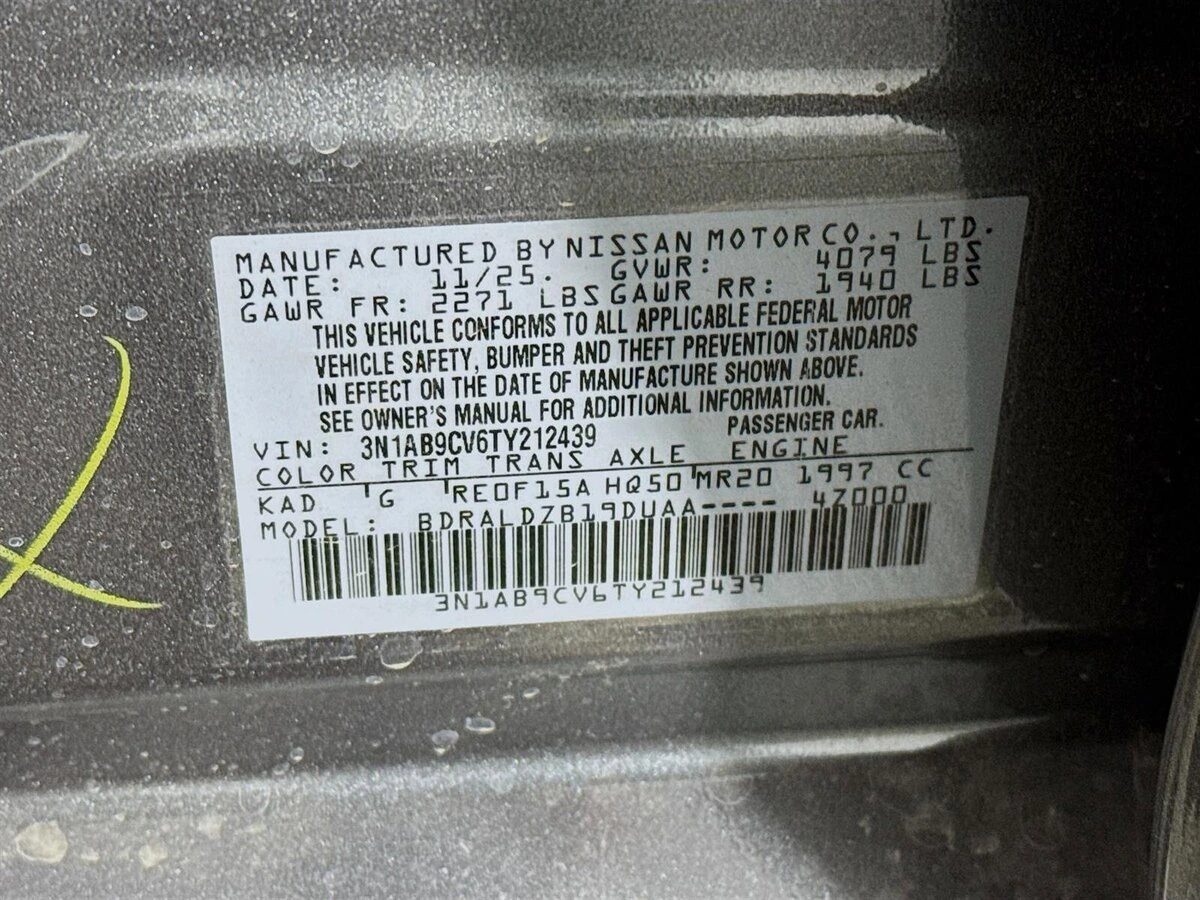 MANUFACTURED BY NISSAN MOTOR CO., LTD.
DATE: 11/25. GVWR: 4079 LBS
GAWR FR: 2271 LBS GAWR RR: 1940 LBS
THIS VEHICLE CONFORMS TO ALL APPLICABLE FEDERAL MOTOR
VEHICLE SAFETY, BUMPER AND THEFT PREVENTION STANDARDS
IN EFFECT ON THE DATE OF MANUFACTURE SHOWN ABOVE.
SEE OWNER'S MANUAL FOR ADDITIONAL INFORMATION.
VIN: 3N1AB9CV6TY212439 PASSENGER CAR.
COLOR TRIM TRANS AXLE ENGINE
KAD G RE0F15A HQ50 MR20 1997 CC
MODEL: BDRALDZB19DUAA---- 4Z000
3N1AB9CV6TY212439